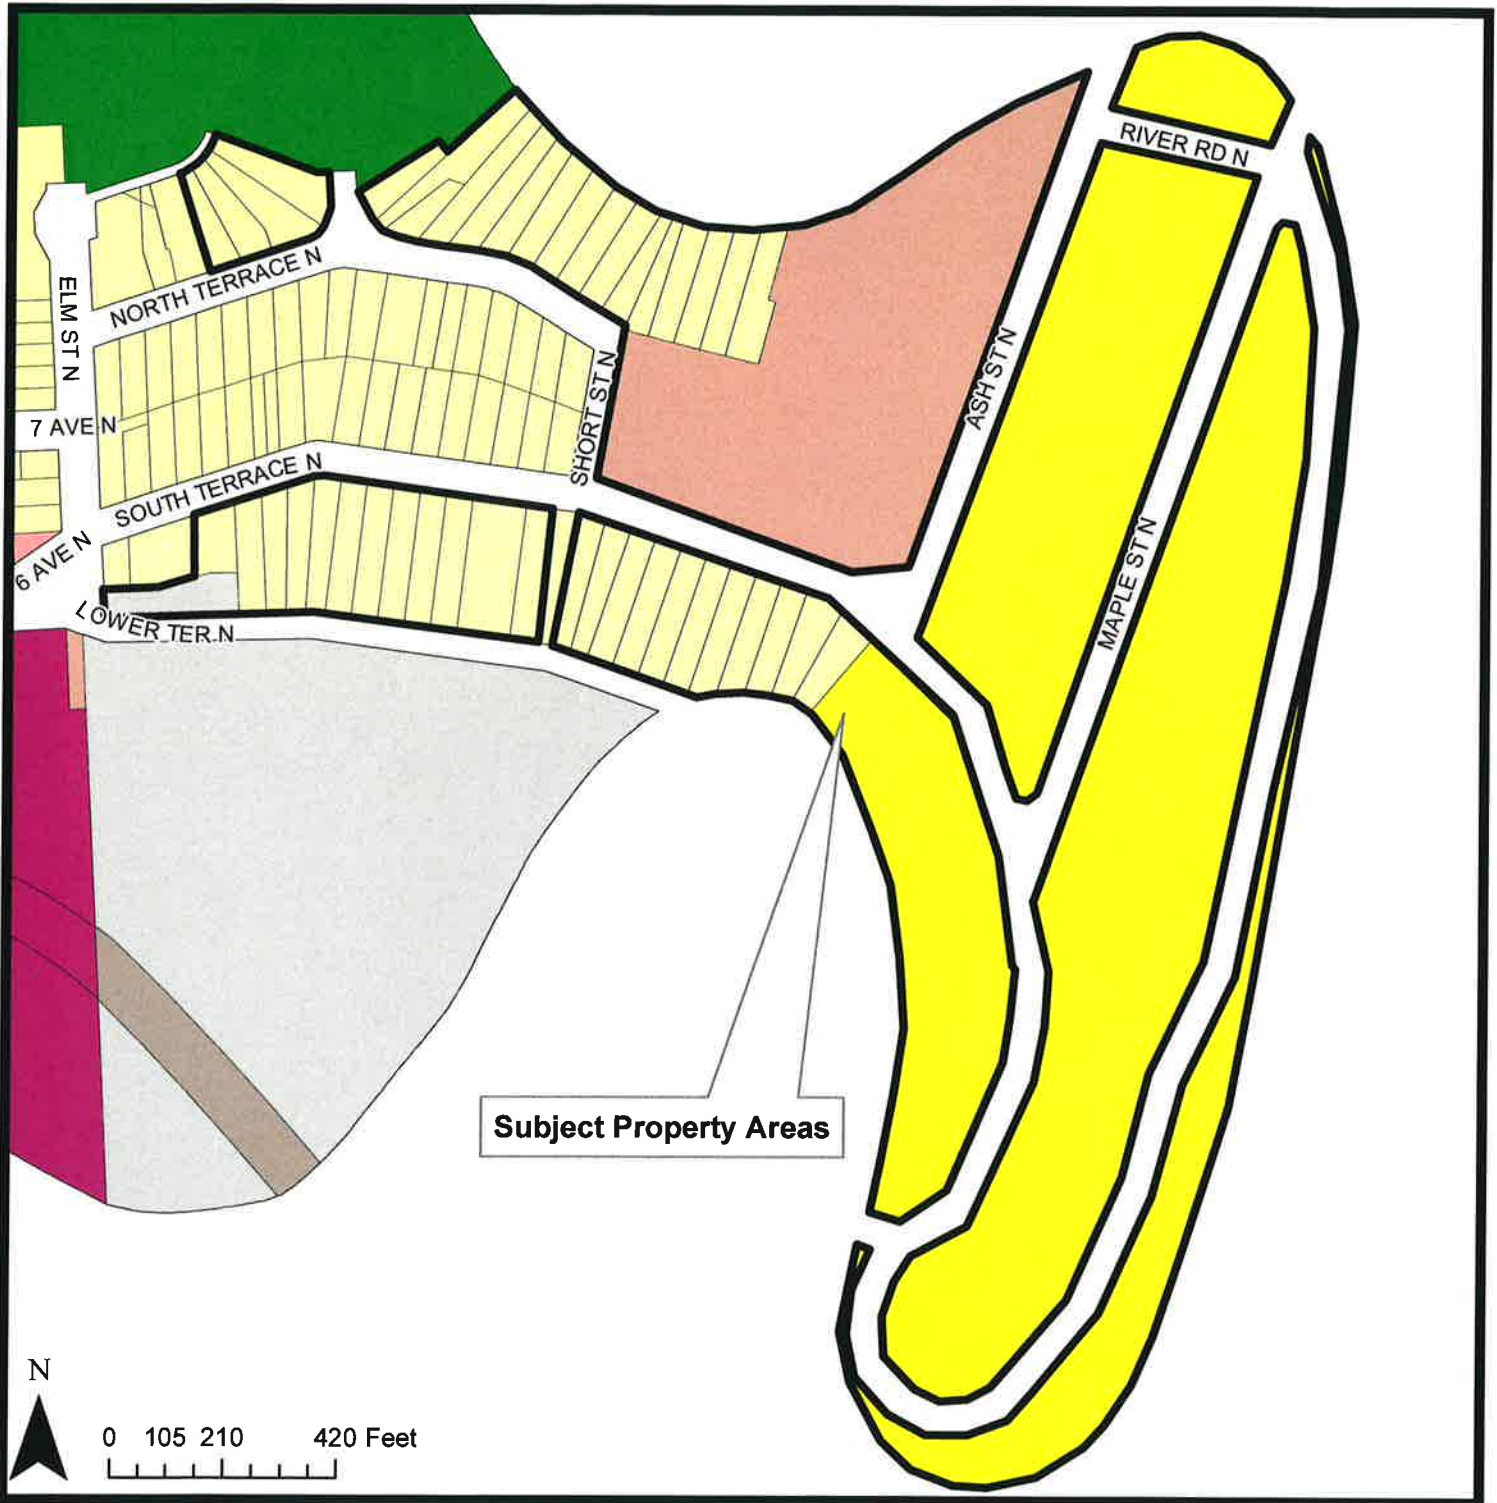 RIVER RD N
NORTH TERRACE N
ELM ST N
ASH ST N
SHORT ST N
7 AVE N
SOUTH TERRACE N
MAPLE ST N
6 AVE N
LOWER TER N
Subject Property Areas
N
0 105 210 420 Feet